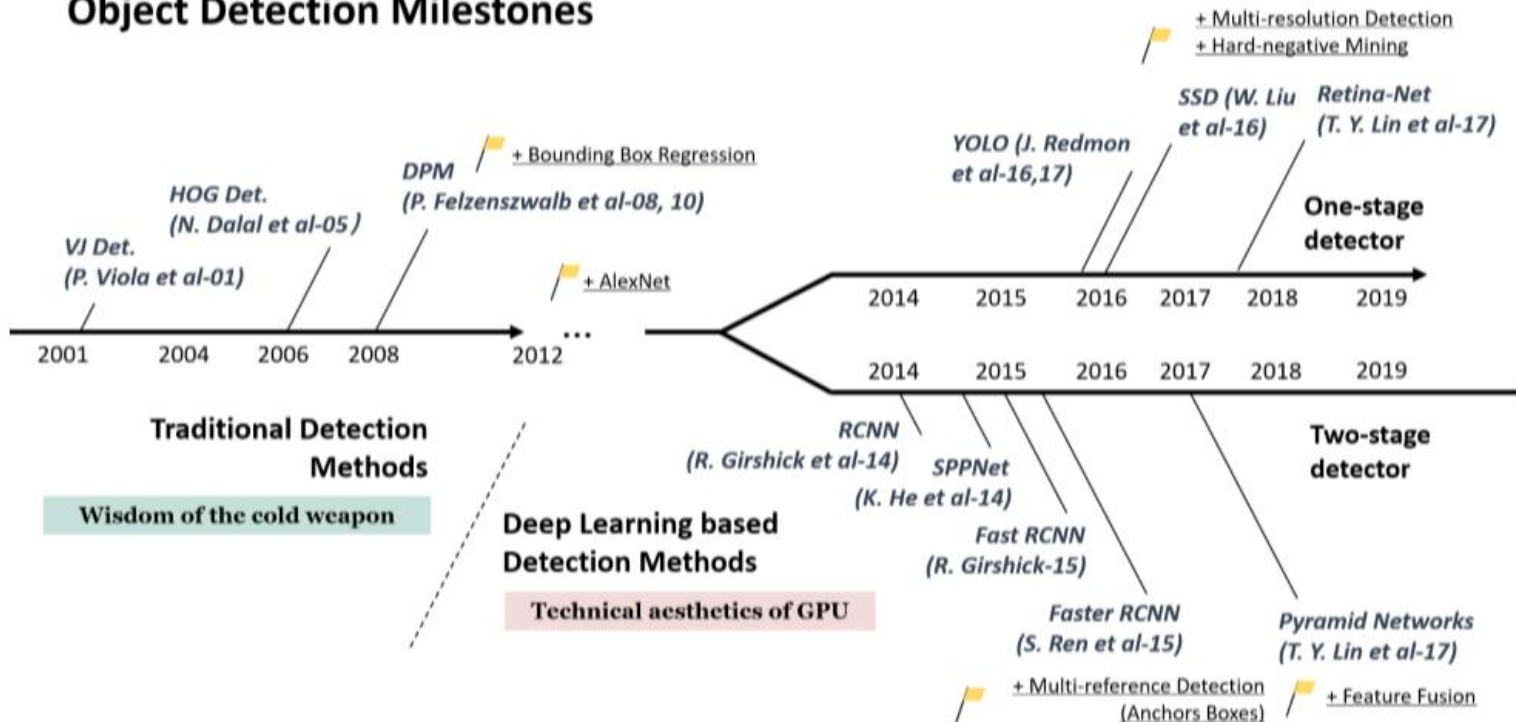 Object Detection Milestones
+ Multi-resolution Detection
+ Hard-negative Mining
SSD (W. Liu
et al-16)
Retina-Net
(T. Y. Lin et al-17)
YOLO (J. Redmon
et al-16,17)
+ Bounding Box Regression
DPM
(P. Felzenszwalb et al-08, 10)
HOG Det.
(N. Dalal et al-05)
VJ Det.
(P. Viola et al-01)
+ AlexNet
One-stage
detector
2014 2015 2016 2017 2018 2019
...
2001 2004 2006 2008 2012
2014 2015 2016 2017 2018 2019
Traditional Detection
Methods
Wisdom of the cold weapon
Deep Learning based
Detection Methods
Technical aesthetics of GPU
RCNN
(R. Girshick et al-14)
SPPNet
(K. He et al-14)
Fast RCNN
(R. Girshick-15)
Faster RCNN
(S. Ren et al-15)
+ Multi-reference Detection
(Anchors Boxes)
Two-stage
detector
Pyramid Networks
(T. Y. Lin et al-17)
+ Feature Fusion